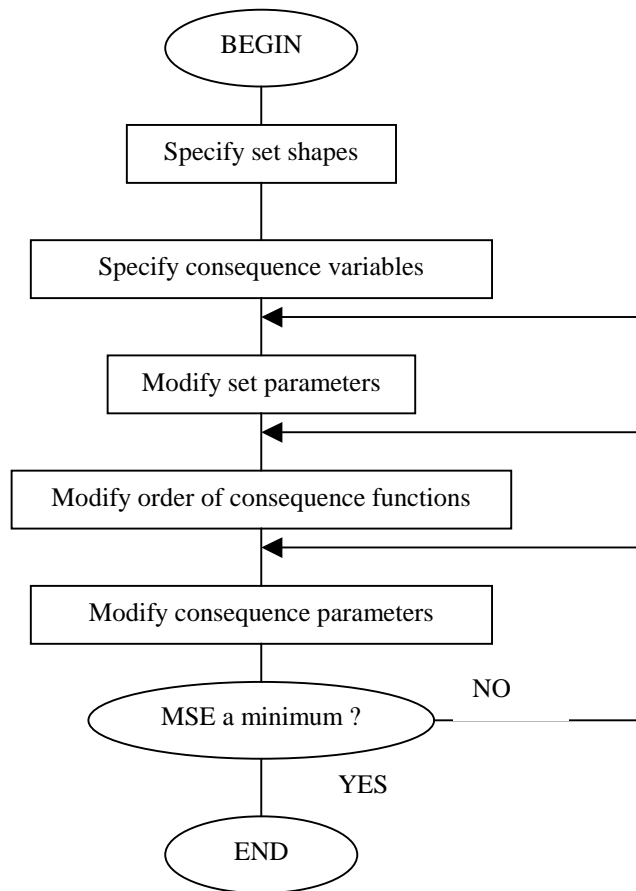 BEGIN
Specify set shapes
Specify consequence variables
Modify set parameters
Modify order of consequence functions
Modify consequence parameters
MSE a minimum ?
NO
YES
END